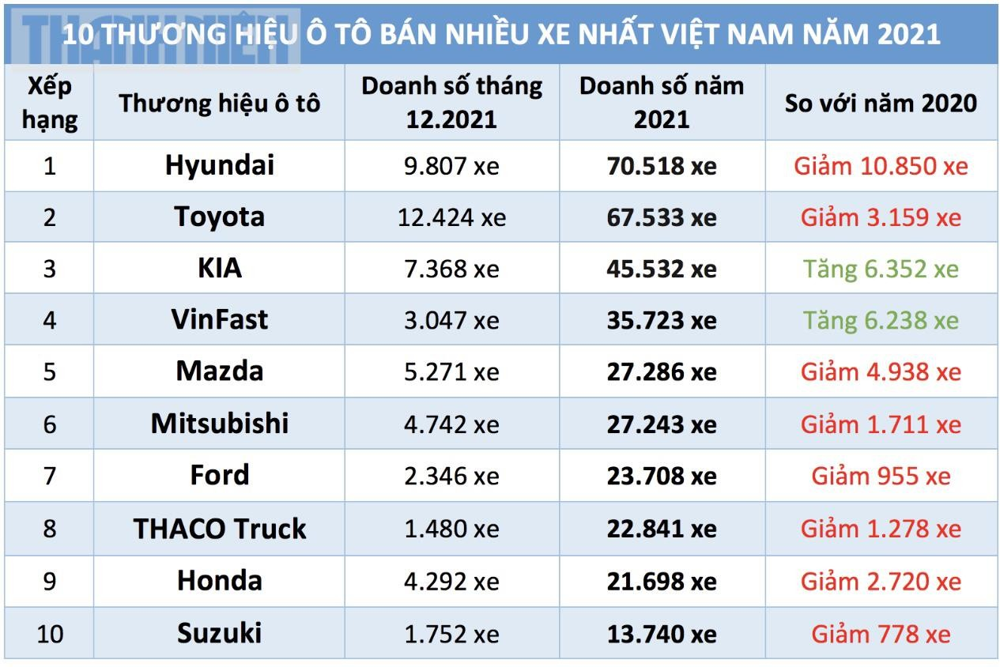 THANH NIÊN
10 THƯƠNG HIỆU Ô TÔ BÁN NHIỀU XE NHẤT VIỆT NAM NĂM 2021
Xếp hạng Thương hiệu ô tô Doanh số tháng 12.2021 Doanh số năm 2021 So với năm 2020
1 Hyundai 9.807 xe 70.518 xe Giảm 10.850 xe
2 Toyota 12.424 xe 67.533 xe Giảm 3.159 xe
3 KIA 7.368 xe 45.532 xe Tăng 6.352 xe
4 VinFast 3.047 xe 35.723 xe Tăng 6.238 xe
5 Mazda 5.271 xe 27.286 xe Giảm 4.938 xe
6 Mitsubishi 4.742 xe 27.243 xe Giảm 1.711 xe
7 Ford 2.346 xe 23.708 xe Giảm 955 xe
8 THACO Truck 1.480 xe 22.841 xe Giảm 1.278 xe
9 Honda 4.292 xe 21.698 xe Giảm 2.720 xe
10 Suzuki 1.752 xe 13.740 xe Giảm 778 xe